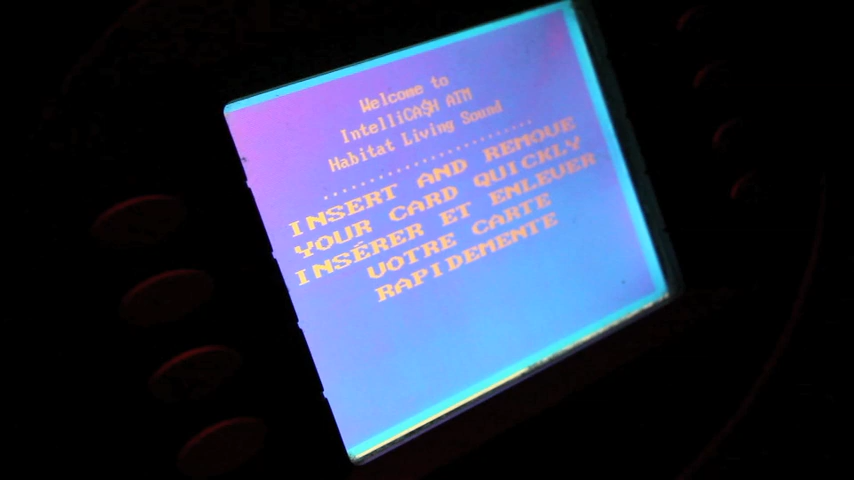 Welcome to
IntelliCA$H ATM
Habitat Living Sound
........................
INSERT AND REMOVE
YOUR CARD QUICKLY
INSÉRER ET ENLEVER
VOTRE CARTE
RAPIDEMENTE